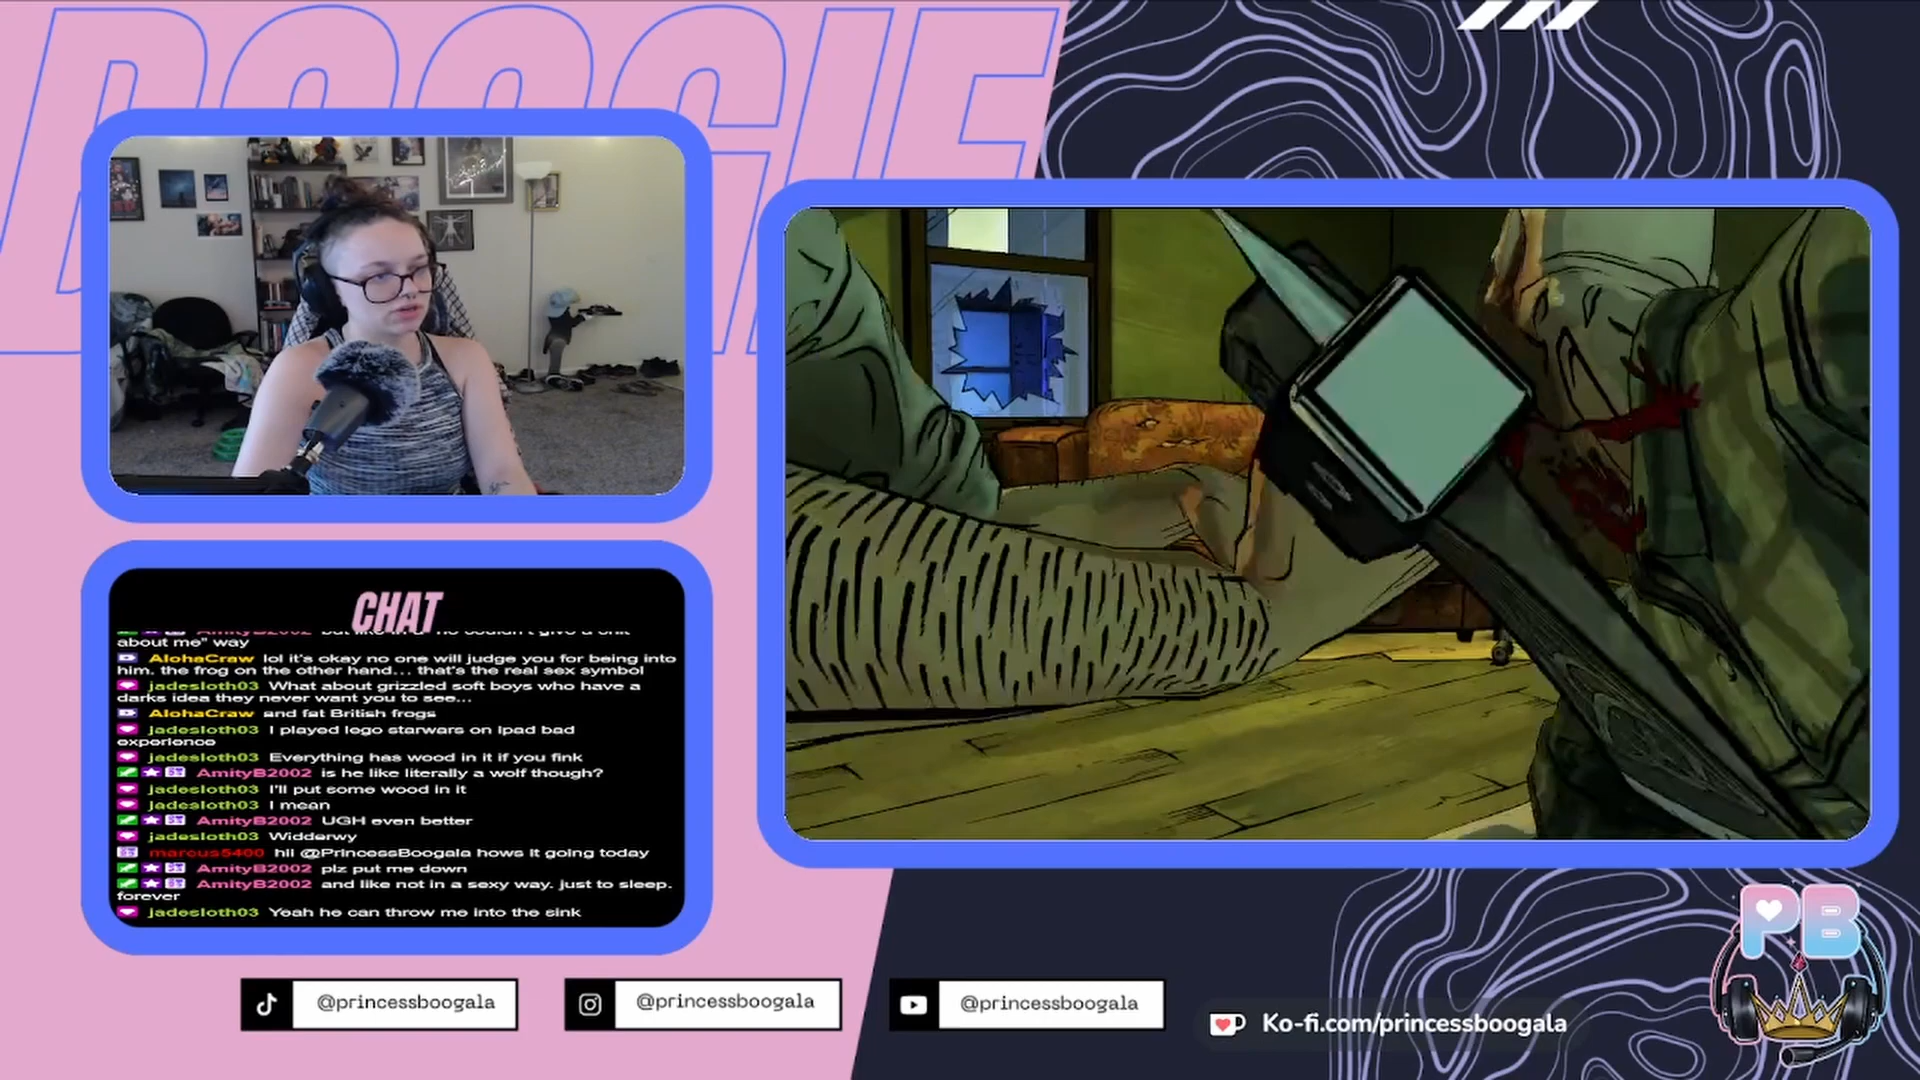 BOOGIE
CHAT
about me" way
AlohaCraw lol it's okay no one will judge you for being into
him. the frog on the other hand... that's the real sex symbol
jadesloth03 What about grizzled soft boys who have a
darks idea they never want you to see...
AlohaCraw and fat British frogs
jadesloth03 I played lego starwars on ipad bad
experience
jadesloth03 Everything has wood in it if you fink
AmityB2002 is he like literally a wolf though?
jadesloth03 I'll put some wood in it
jadesloth03 I mean
AmityB2002 UGH even better
jadesloth03 Widderwy
marcus5400 hii @PrincessBoogala hows it going today
AmityB2002 plz put me down
AmityB2002 and like not in a sexy way. just to sleep.
forever
jadesloth03 Yeah he can throw me into the sink
@princessboogala
@princessboogala
@princessboogala
Ko-fi.com/princessboogala
PB